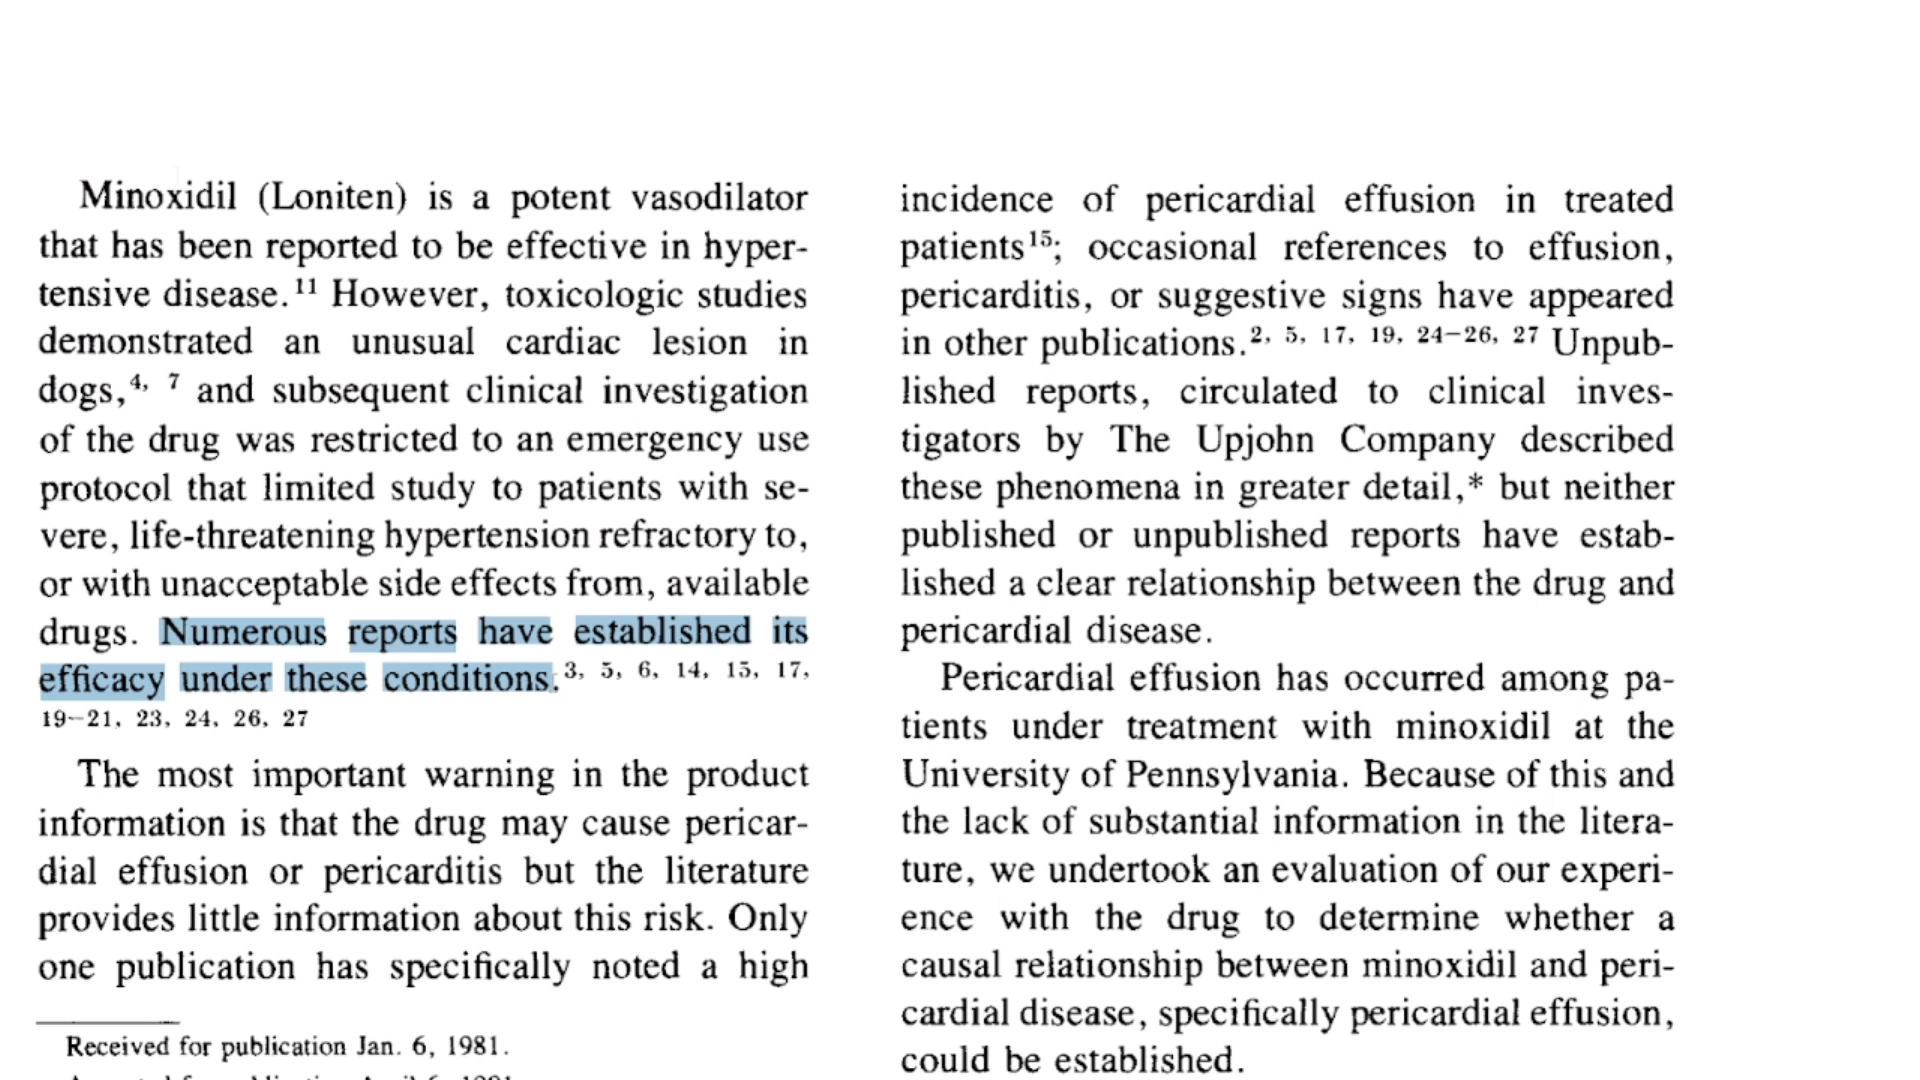 Minoxidil (Loniten) is a potent vasodilator
that has been reported to be effective in hyper-
tensive disease.11 However, toxicologic studies
demonstrated an unusual cardiac lesion in
dogs,4, 7 and subsequent clinical investigation
of the drug was restricted to an emergency use
protocol that limited study to patients with se-
vere, life-threatening hypertension refractory to,
or with unacceptable side effects from, available
drugs. Numerous reports have established its
efficacy under these conditions.3, 5, 6, 14, 15, 17,
19-21, 23, 24, 26, 27
The most important warning in the product
information is that the drug may cause pericar-
dial effusion or pericarditis but the literature
provides little information about this risk. Only
one publication has specifically noted a high
Received for publication Jan. 6, 1981.
incidence of pericardial effusion in treated
patients15; occasional references to effusion,
pericarditis, or suggestive signs have appeared
in other publications.2, 5, 17, 19, 24-26, 27 Unpub-
lished reports, circulated to clinical inves-
tigators by The Upjohn Company described
these phenomena in greater detail,* but neither
published or unpublished reports have estab-
lished a clear relationship between the drug and
pericardial disease.
Pericardial effusion has occurred among pa-
tients under treatment with minoxidil at the
University of Pennsylvania. Because of this and
the lack of substantial information in the litera-
ture, we undertook an evaluation of our experi-
ence with the drug to determine whether a
causal relationship between minoxidil and peri-
cardial disease, specifically pericardial effusion,
could be established.